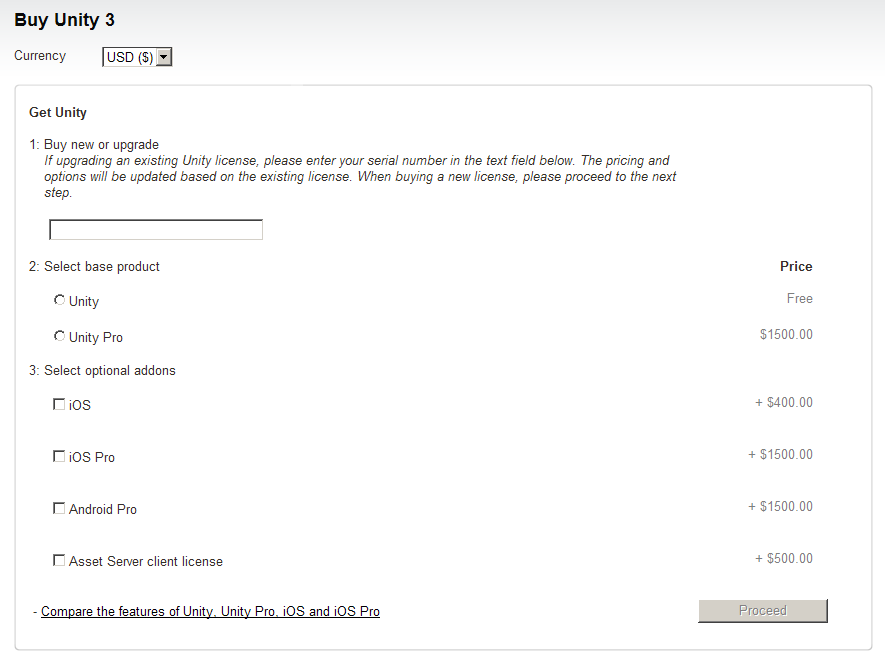 Buy Unity 3
Currency USD ($)
Get Unity
1: Buy new or upgrade
If upgrading an existing Unity license, please enter your serial number in the text field below. The pricing and
options will be updated based on the existing license. When buying a new license, please proceed to the next
step.
2: Select base product Price
Unity Free
Unity Pro $1500.00
3: Select optional addons
iOS + $400.00
iOS Pro + $1500.00
Android Pro + $1500.00
Asset Server client license + $500.00
- Compare the features of Unity, Unity Pro, iOS and iOS Pro Proceed